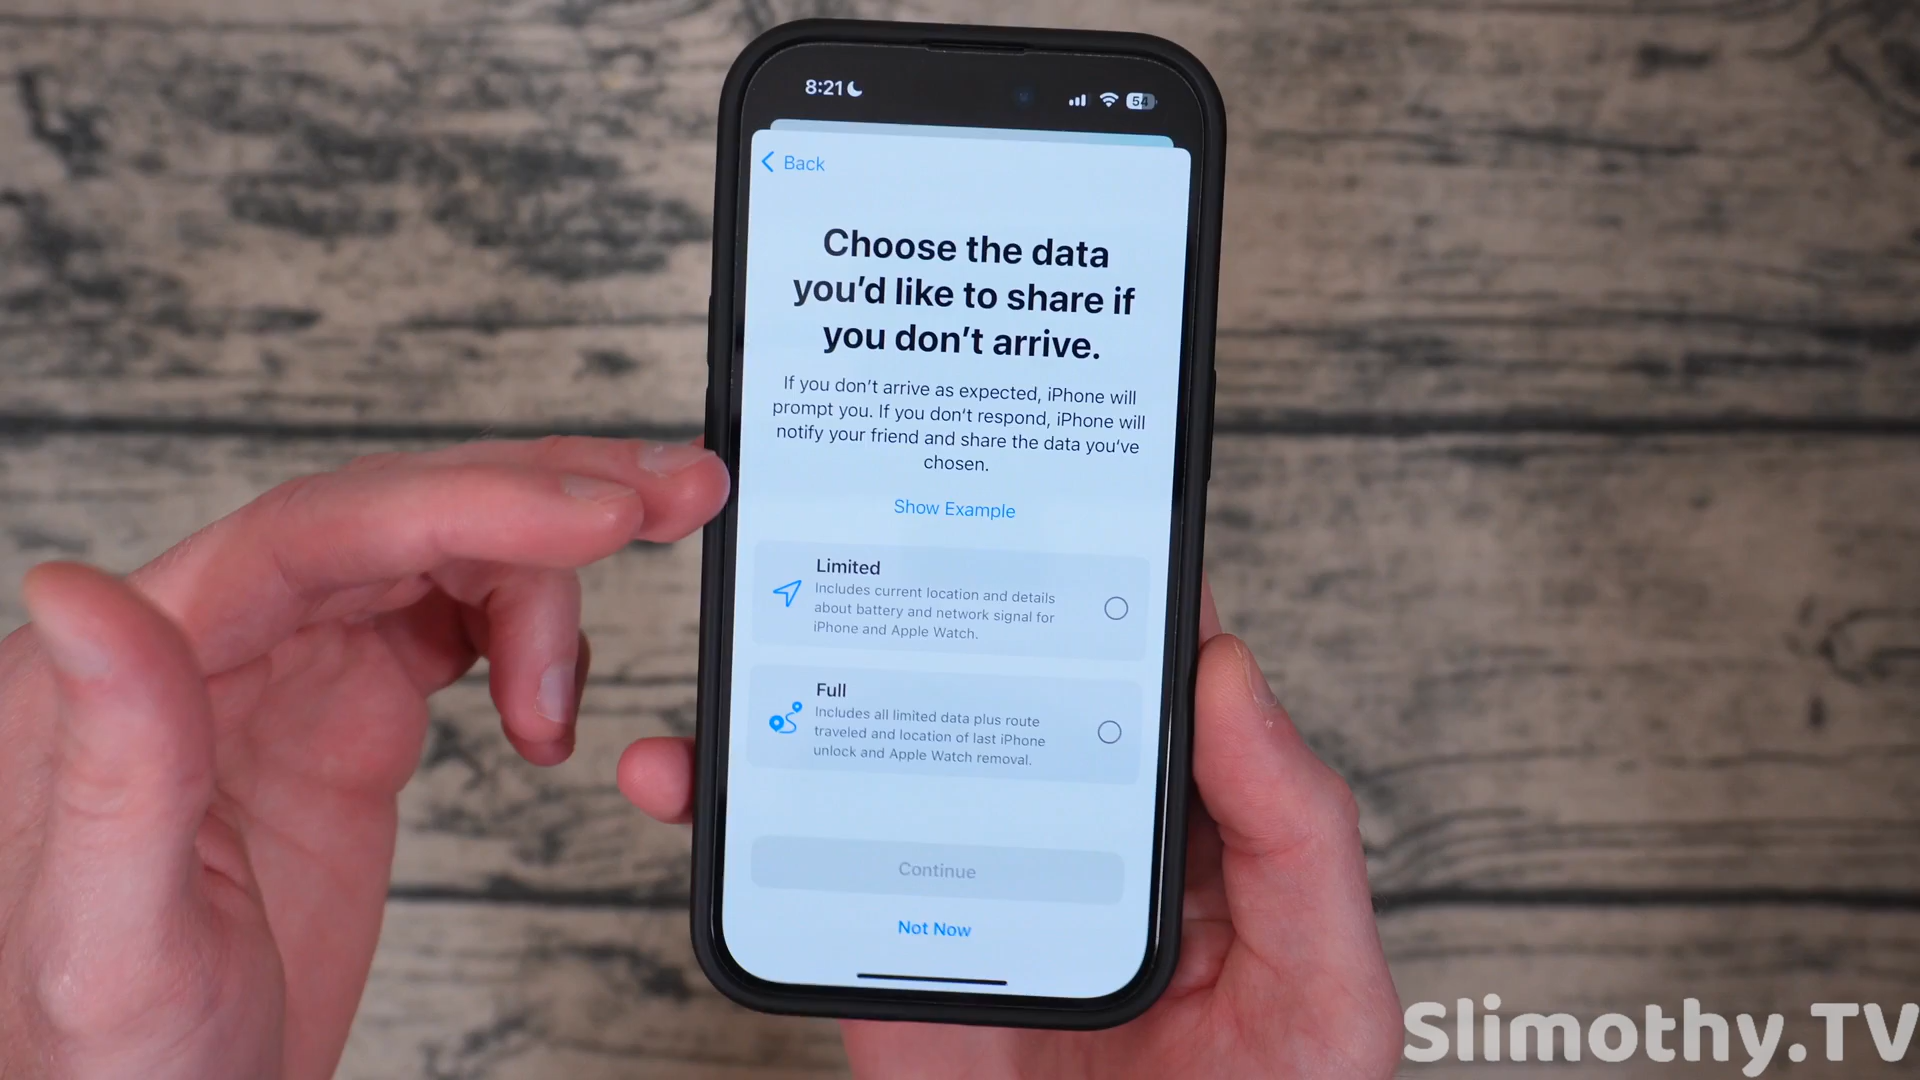 8:21
54
Back
Choose the data
you'd like to share if
you don't arrive.
If you don't arrive as expected, iPhone will
prompt you. If you don't respond, iPhone will
notify your friend and share the data you've
chosen.
Show Example
Limited
Includes current location and details
about battery and network signal for
iPhone and Apple Watch.
Full
Includes all limited data plus route
traveled and location of last iPhone
unlock and Apple Watch removal.
Continue
Not Now
Slimothy.TV